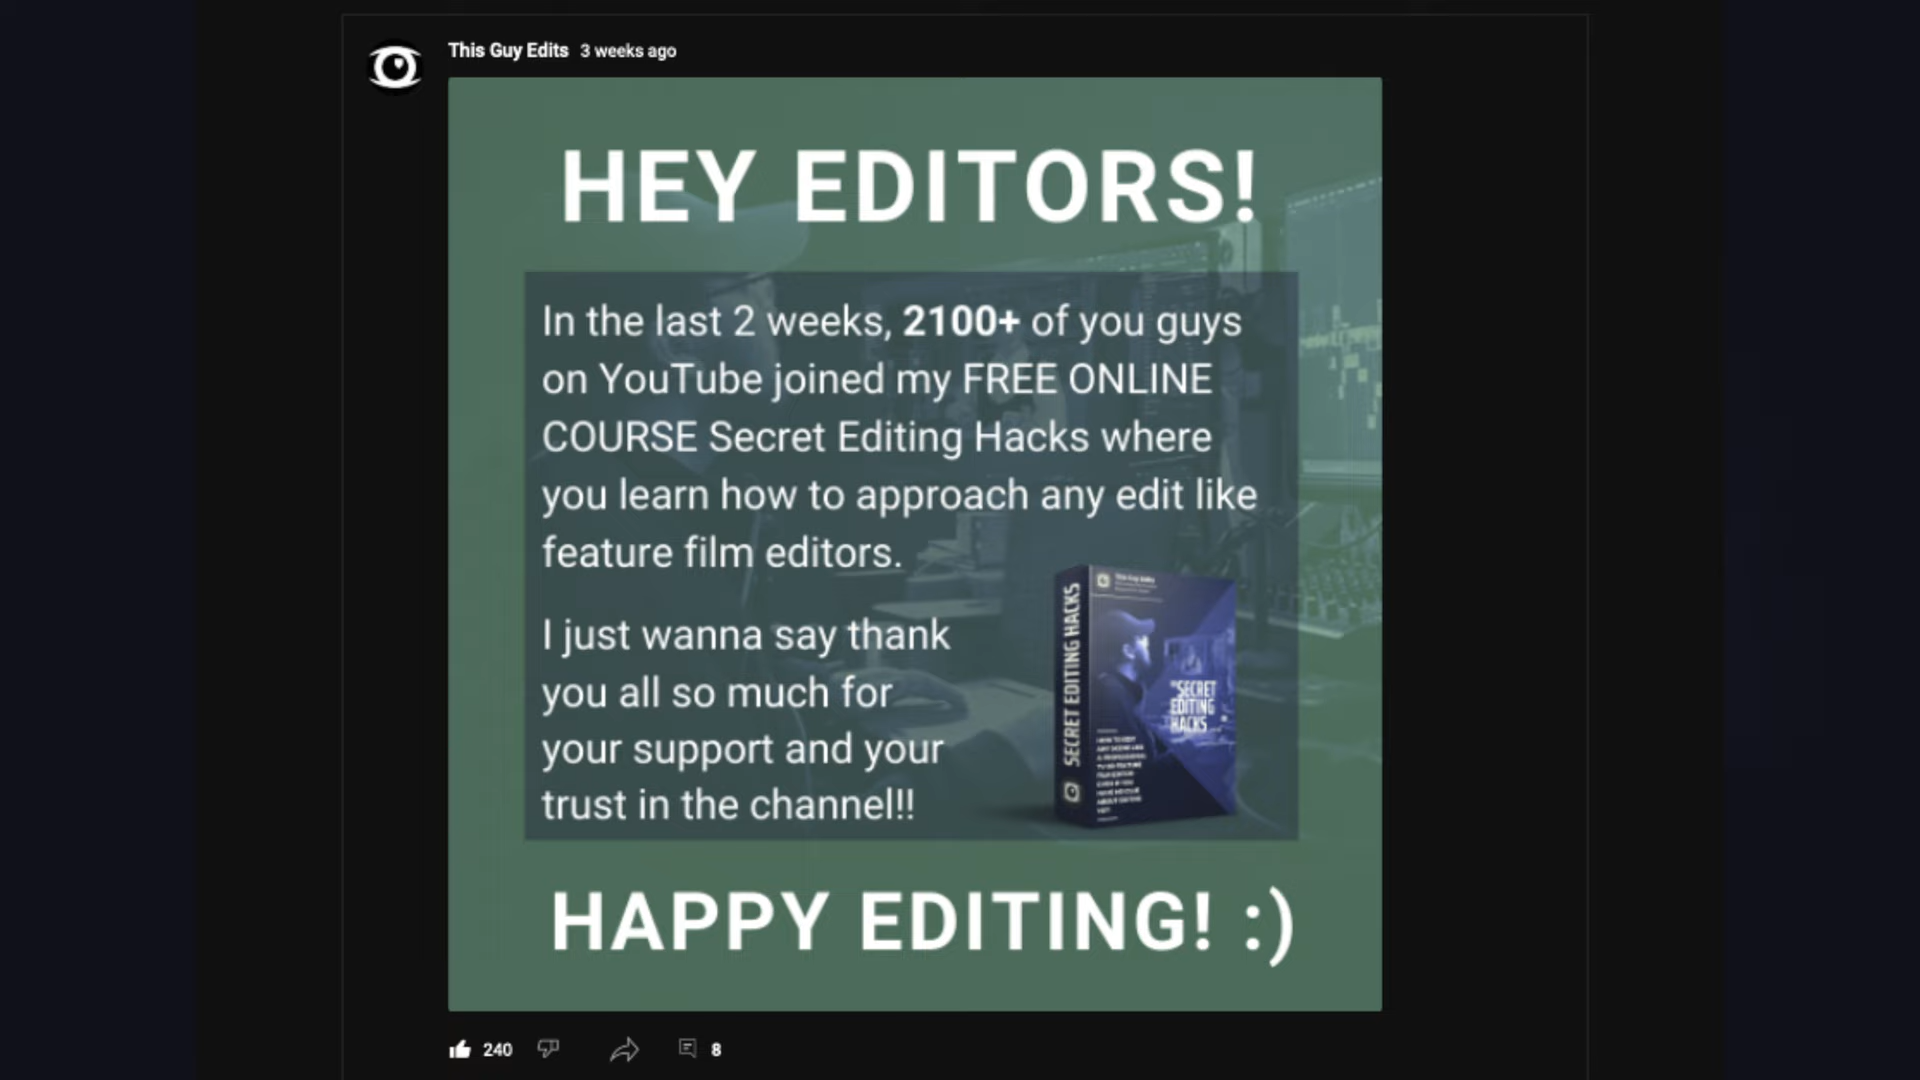 This Guy Edits 3 weeks ago
HEY EDITORS!
In the last 2 weeks, 2100+ of you guys
on YouTube joined my FREE ONLINE
COURSE Secret Editing Hacks where
you learn how to approach any edit like
feature film editors.
I just wanna say thank
you all so much for
your support and your
trust in the channel!!
SECRET EDITING HACKS
This Guy Edits
SECRET
EDITING
HACKS
HAPPY EDITING! :)
240 8